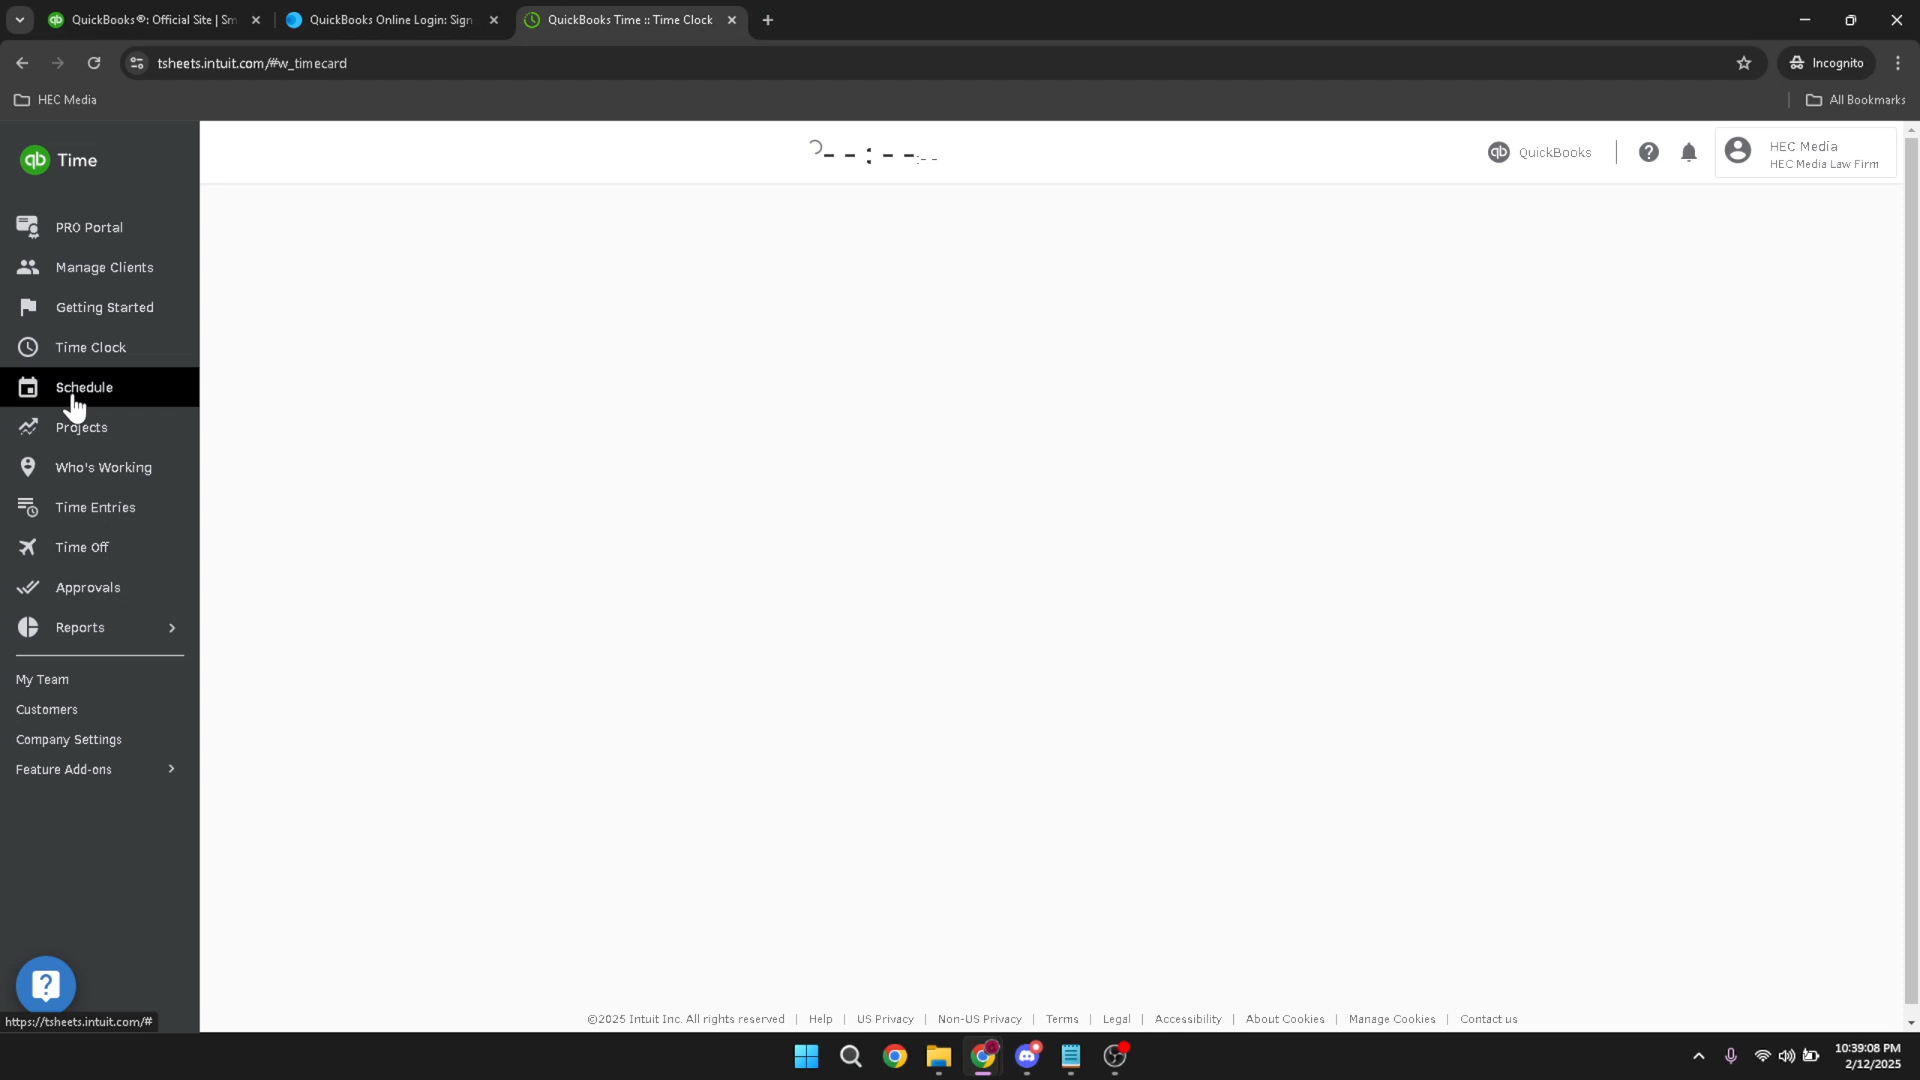 QuickBooks®: Official Site | Sm
QuickBooks Online Login: Sign
QuickBooks Time :: Time Clock
tsheets.intuit.com/#w_timecard
Incognito
HEC Media
All Bookmarks
qb Time
--:--:--
qb QuickBooks
HEC Media
HEC Media Law Firm
PRO Portal
Manage Clients
Getting Started
Time Clock
Schedule
Projects
Who's Working
Time Entries
Time Off
Approvals
Reports
My Team
Customers
Company Settings
Feature Add-ons
https://tsheets.intuit.com/#
©2025 Intuit Inc. All rights reserved | Help | US Privacy | Non-US Privacy | Terms | Legal | Accessibility | About Cookies | Manage Cookies | Contact us
10:39:08 PM
2/12/2025